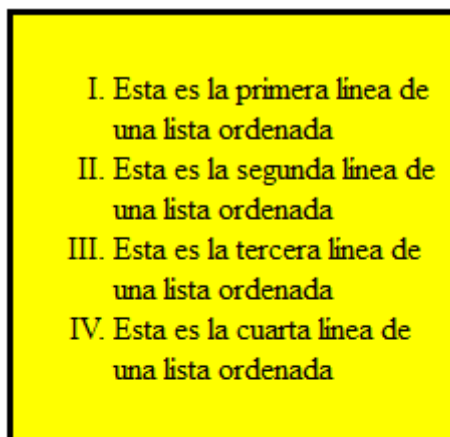 I. Esta es la primera línea de
una lista ordenada
II. Esta es la segunda línea de
una lista ordenada
III. Esta es la tercera línea de
una lista ordenada
IV. Esta es la cuarta línea de
una lista ordenada